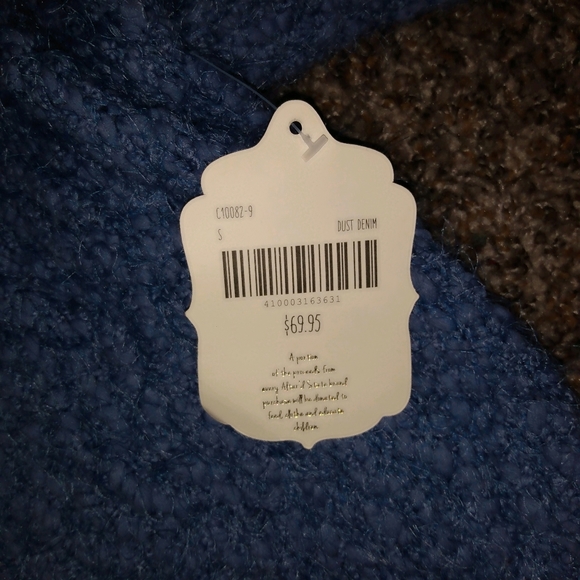 C10082-9
S DUST DENIM
410003163631
$69.95
A portion
of the proceeds from
every Altar'd State brand
purchase will be donated to
feed, clothe and educate
children